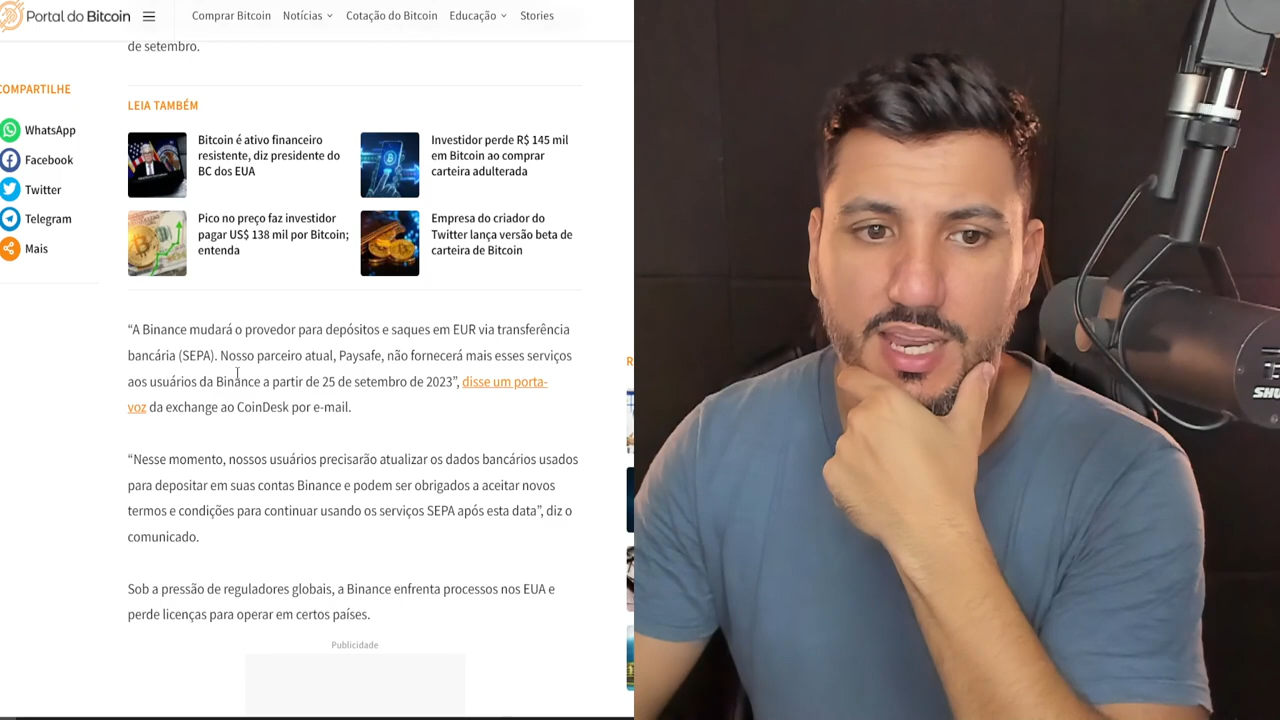 Portal do Bitcoin
Comprar Bitcoin Notícias Cotação do Bitcoin Educação Stories
de setembro.
COMPARTILHE
WhatsApp
Facebook
Twitter
Telegram
Mais
LEIA TAMBÉM
Bitcoin é ativo financeiro
resistente, diz presidente do
BC dos EUA
Investidor perde R$ 145 mil
em Bitcoin ao comprar
carteira adulterada
Pico no preço faz investidor
pagar US$ 138 mil por Bitcoin;
entenda
Empresa do criador do
Twitter lança versão beta de
carteira de Bitcoin
“A Binance mudará o provedor para depósitos e saques em EUR via transferência
bancária (SEPA). Nosso parceiro atual, Paysafe, não fornecerá mais esses serviços
aos usuários da Binance a partir de 25 de setembro de 2023”, disse um porta-
voz da exchange ao CoinDesk por e-mail.
“Nesse momento, nossos usuários precisarão atualizar os dados bancários usados
para depositar em suas contas Binance e podem ser obrigados a aceitar novos
termos e condições para continuar usando os serviços SEPA após esta data”, diz o
comunicado.
Sob a pressão de reguladores globais, a Binance enfrenta processos nos EUA e
perde licenças para operar em certos países.
Publicidade
R
SHU